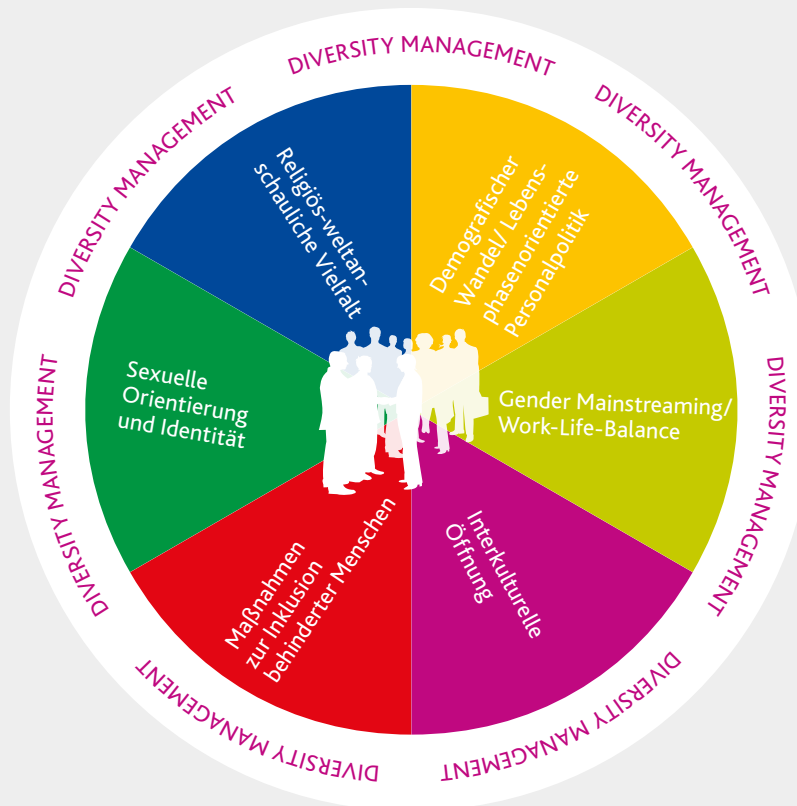 DIVERSITY MANAGEMENT
DIVERSITY MANAGEMENT
DIVERSITY MANAGEMENT
DIVERSITY MANAGEMENT
DIVERSITY MANAGEMENT
DIVERSITY MANAGEMENT
DIVERSITY MANAGEMENT
Demografischer
Wandel/ Lebens-
phasenorientierte
Personalpolitik
Gender Mainstreaming/
Work-Life-Balance
Interkulturelle
Öffnung
Maßnahmen
zur Inklusion
behinderter Menschen
Sexuelle
Orientierung
und Identität
Religiös-weltan-
schauliche Vielfalt